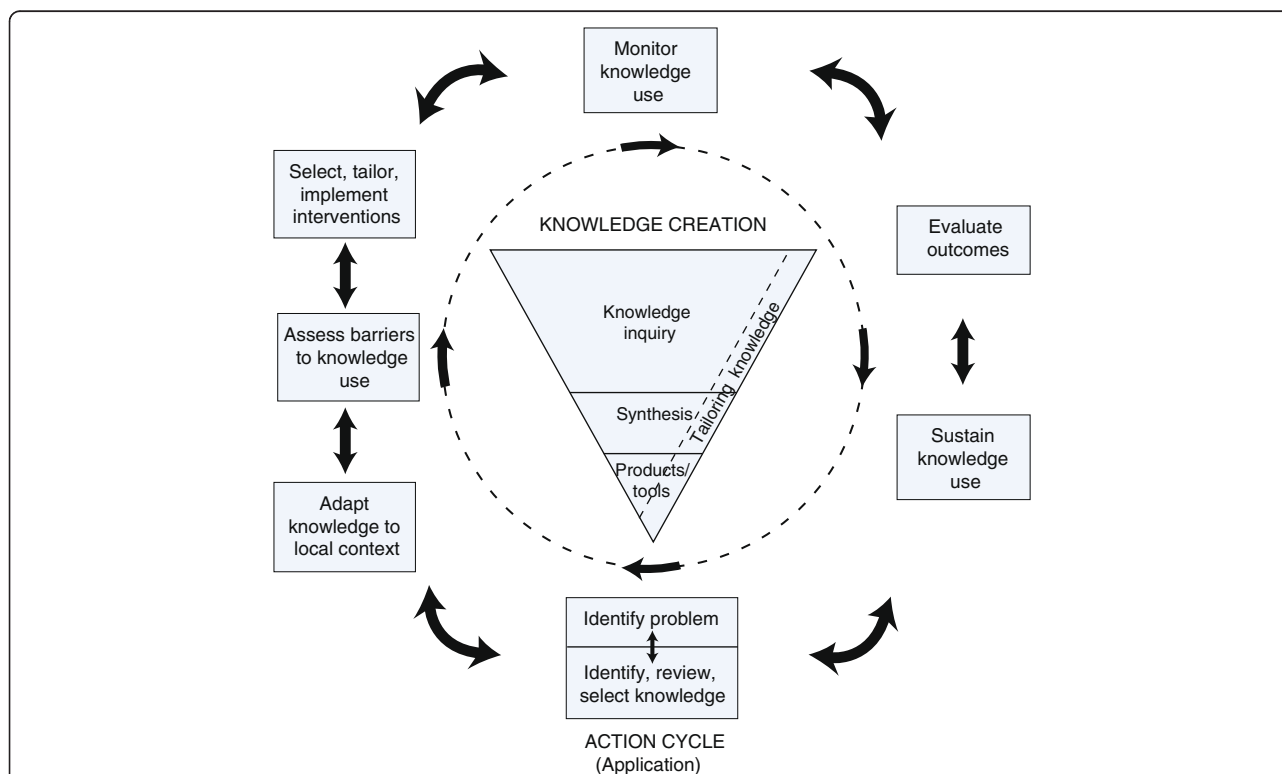 Monitor
knowledge
use
Select, tailor,
implement
interventions
Evaluate
outcomes
KNOWLEDGE CREATION
Knowledge
inquiry
Tailoring knowledge
Synthesis
Products/
tools
Assess barriers
to knowledge
use
Sustain
knowledge
use
Adapt
knowledge to
local context
Identify problem
Identify, review,
select knowledge
ACTION CYCLE
(Application)